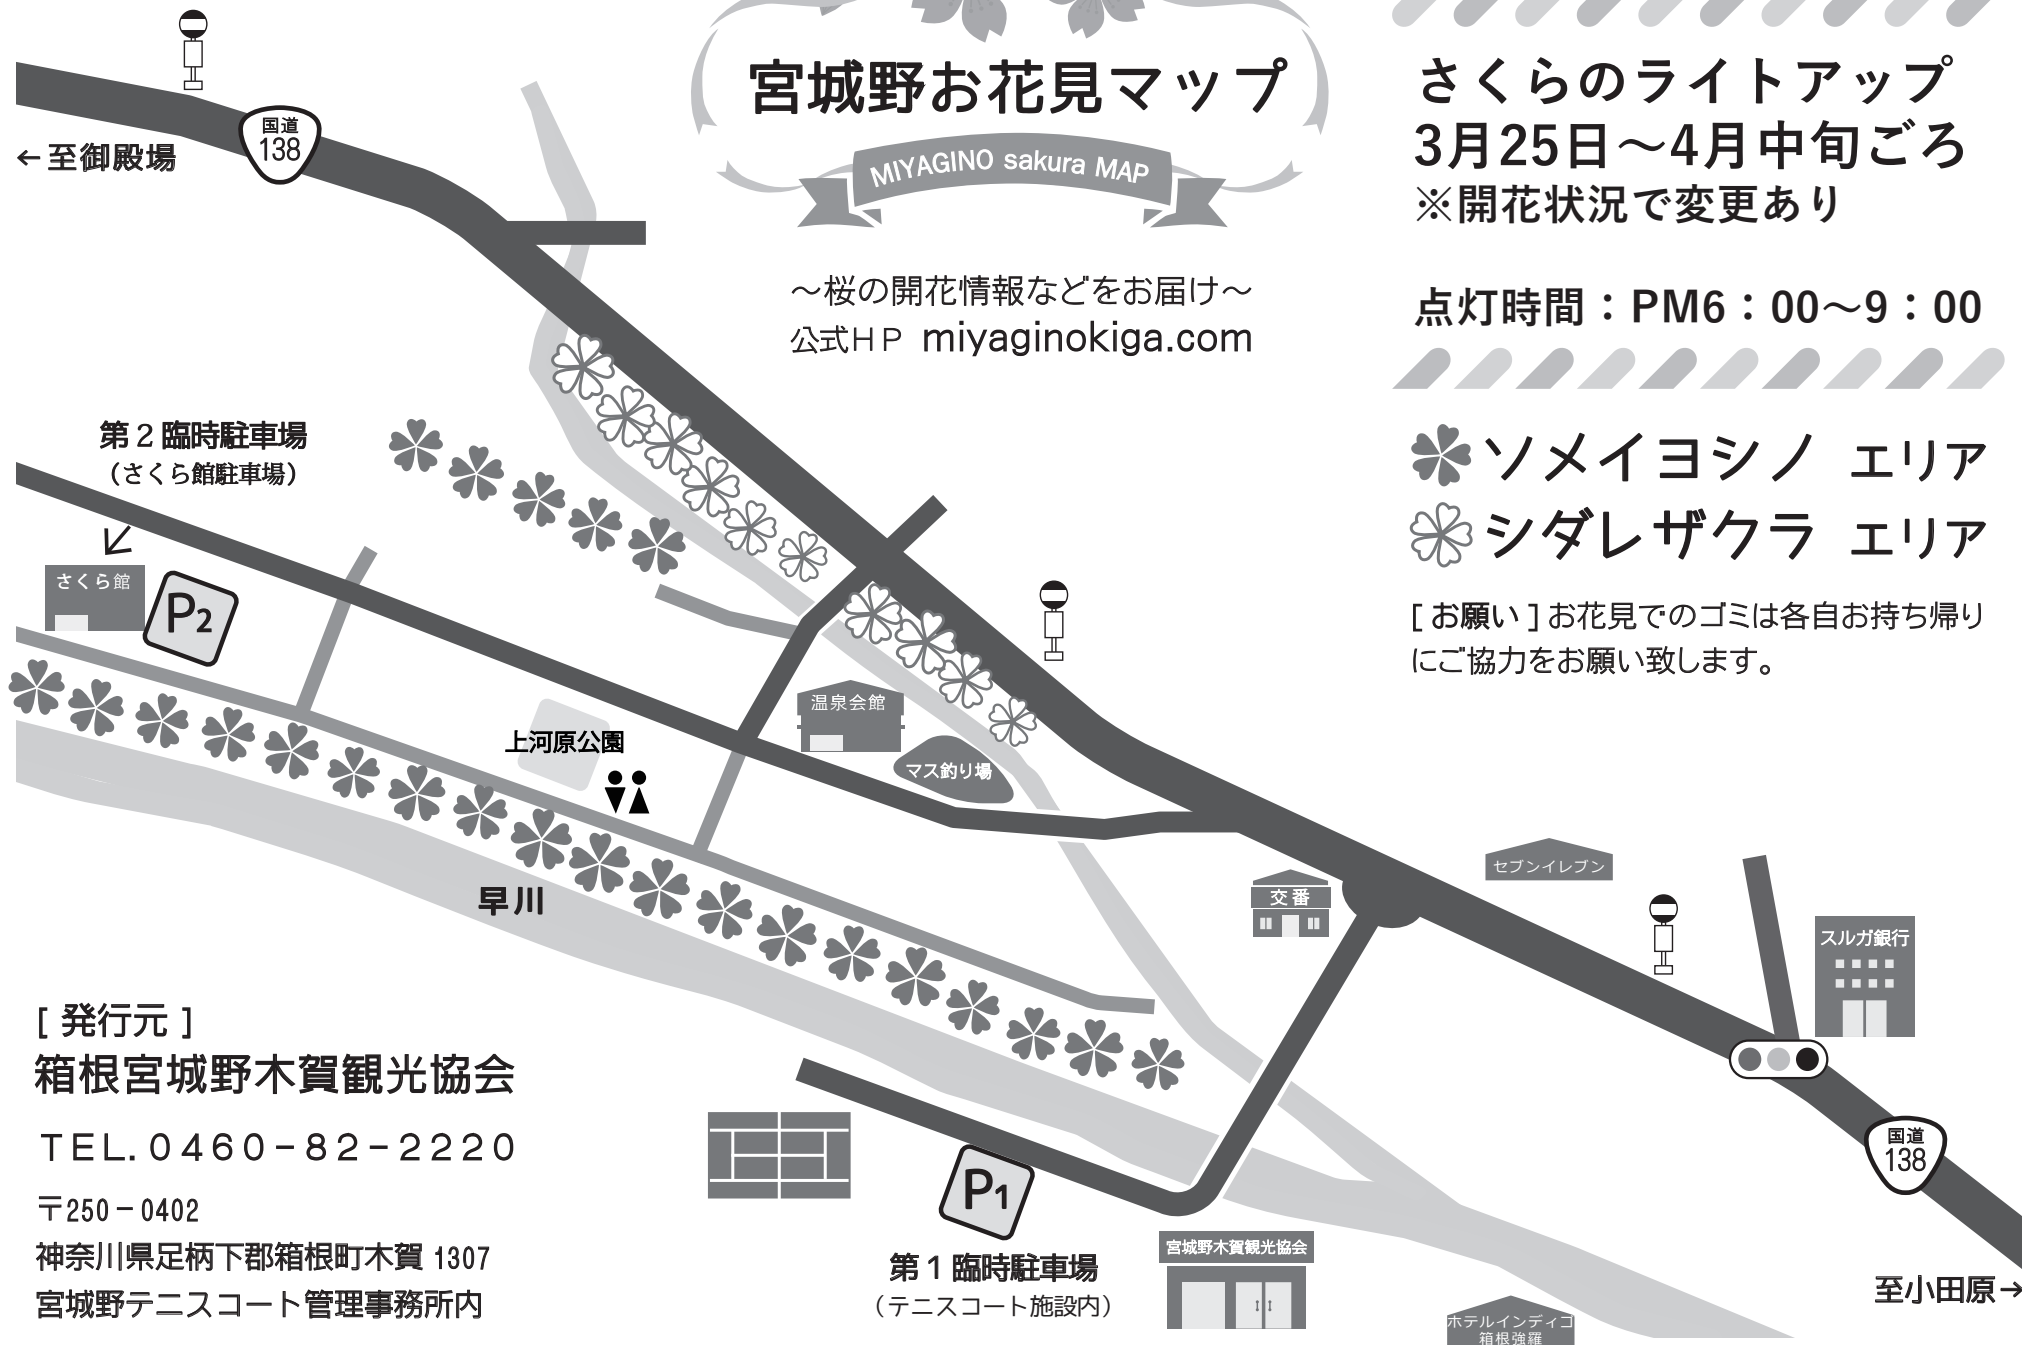 宮城野お花見マップ
MIYAGINO sakura MAP
～桜の開花情報などをお届け～
公式ＨＰ miyaginokiga.com
さくらのライトアップ
3月25日～4月中旬ごろ
※開花状況で変更あり
点灯時間：PM6：00～9：00
ソメイヨシノ エリア
シダレザクラ エリア
[ お願い ] お花見でのゴミは各自お持ち帰り
にご協力をお願い致します。
国道
138
←至御殿場
第２臨時駐車場
（さくら館駐車場）
さくら館
P2
上河原公園
温泉会館
マス釣り場
早川
交番
セブンイレブン
スルガ銀行
国道
138
至小田原→
P1
第１臨時駐車場
（テニスコート施設内）
宮城野木賀観光協会
ホテルインディゴ
箱根強羅
[ 発行元 ]
箱根宮城野木賀観光協会
ＴＥＬ.０４６０−８２−２２２０
〒250－0402
神奈川県足柄下郡箱根町木賀 1307
宮城野テニスコート管理事務所内